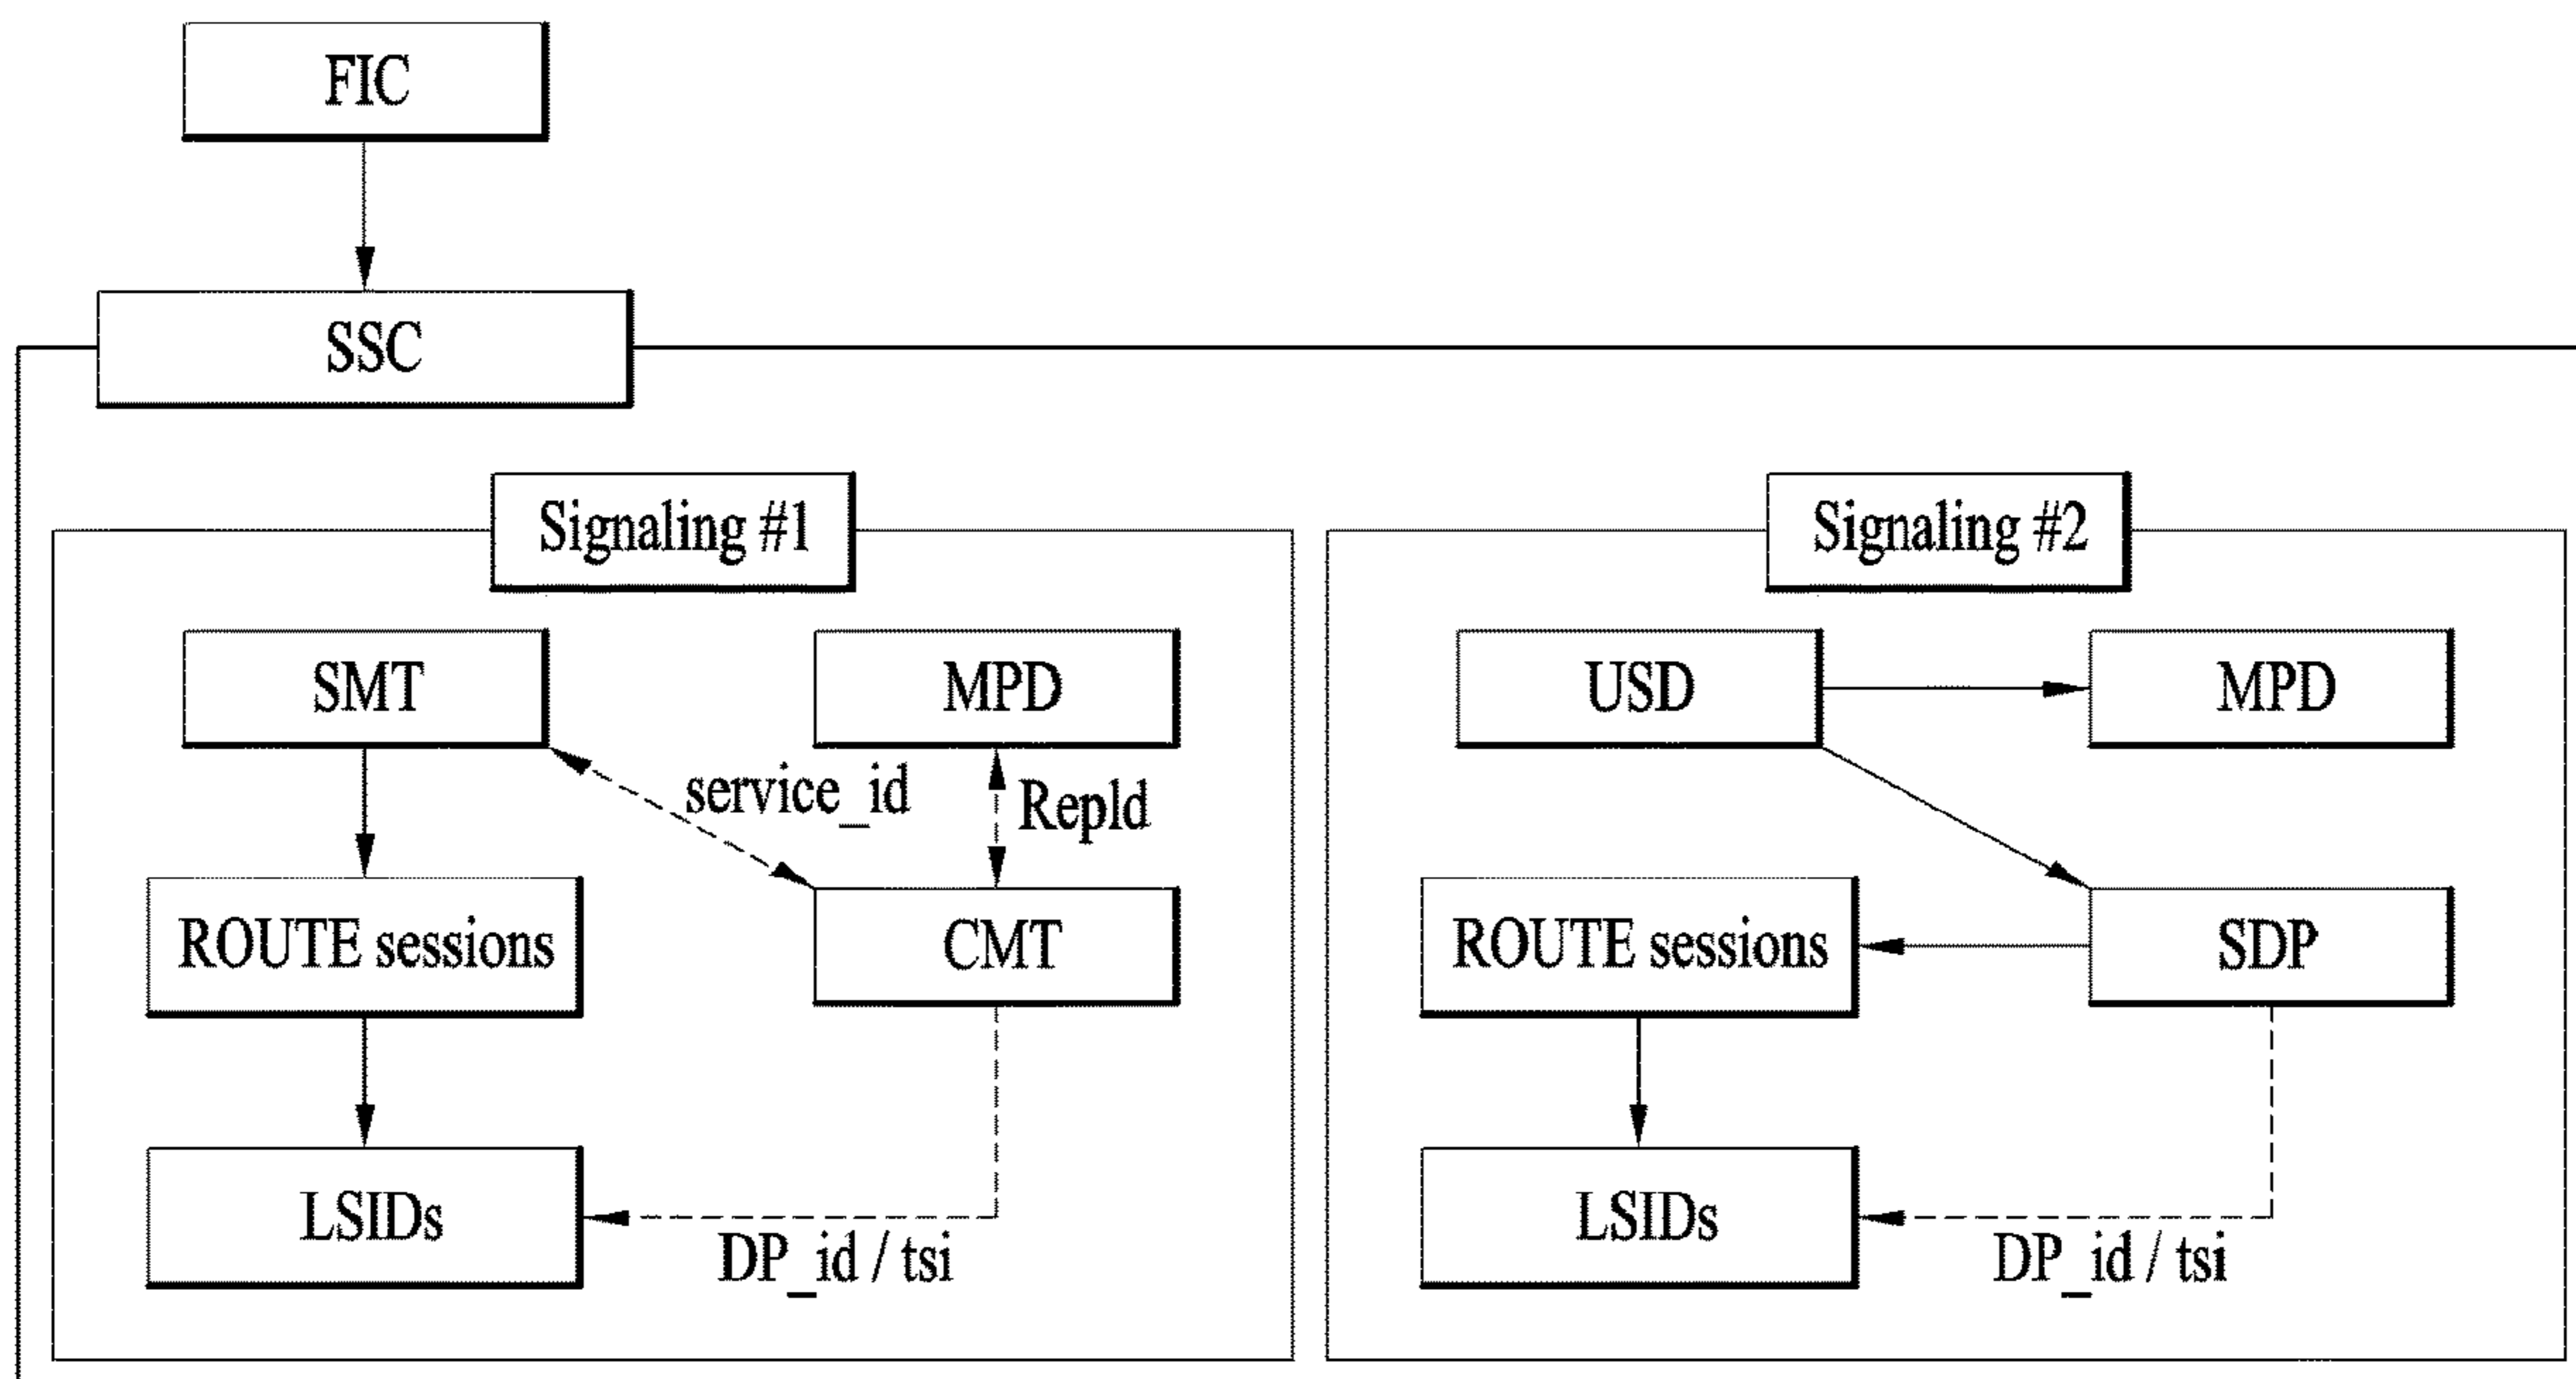 FIC
SSC
Signaling #1
Signaling #2
SMT
MPD
USD
MPD
service_id
RepId
ROUTE sessions
CMT
ROUTE sessions
SDP
LSIDs
LSIDs
DP_id / tsi
DP_id / tsi